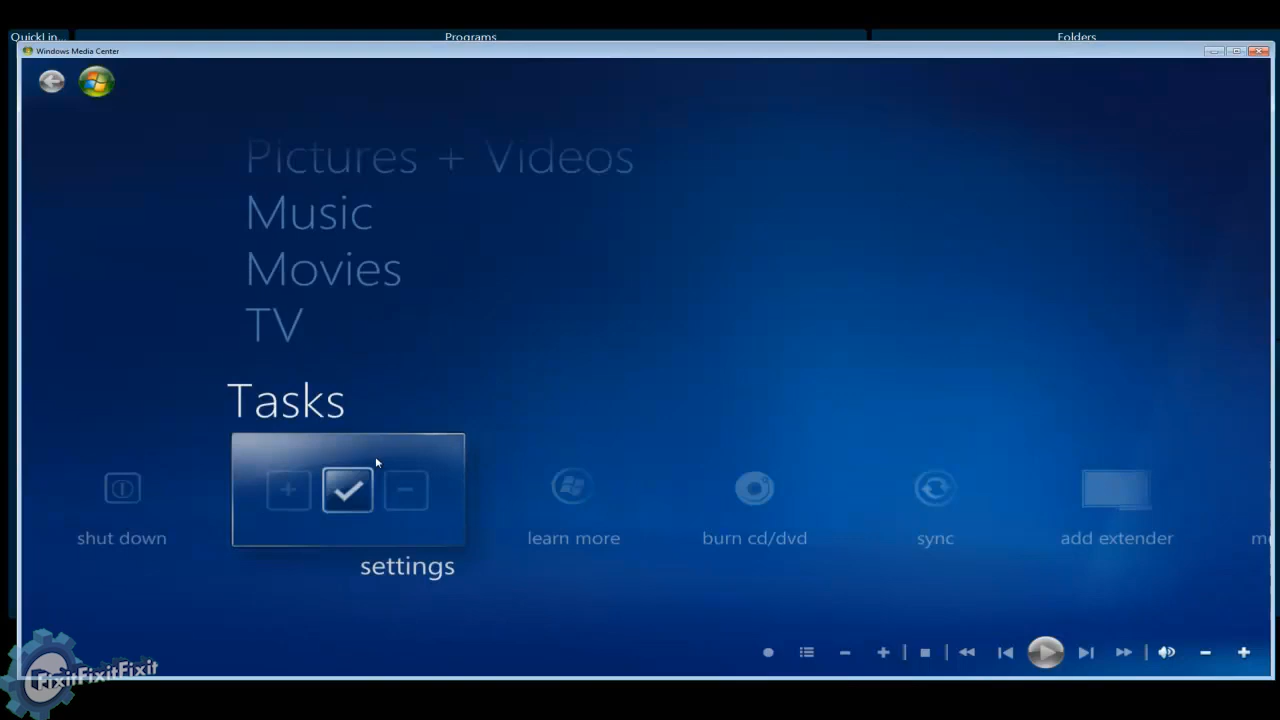 QuickLin...
Programs
Folders
Windows Media Center
Pictures + Videos
Music
Movies
TV
Tasks
shut down
settings
learn more
burn cd/dvd
sync
add extender
FixitFixitFixit